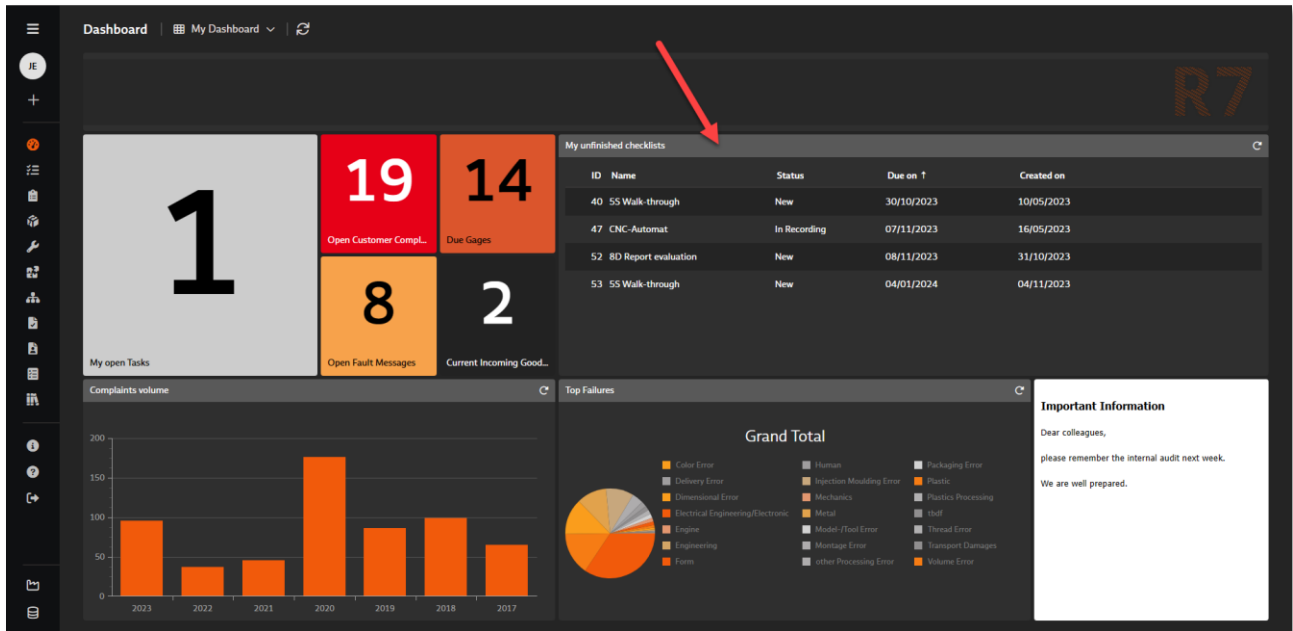 Dashboard My Dashboard
JE
R7
1
My open Tasks
19
Open Customer Compl...
14
Due Gages
8
Open Fault Messages
2
Current Incoming Good...
My unfinished checklists
ID Name Status Due on ↑ Created on
40 5S Walk-through New 30/10/2023 10/05/2023
47 CNC-Automat In Recording 07/11/2023 16/05/2023
52 8D Report evaluation New 08/11/2023 31/10/2023
53 5S Walk-through New 04/01/2024 04/11/2023
Complaints volume
200
150
100
50
0
2023 2022 2021 2020 2019 2018 2017
Top Failures
Grand Total
Color Error Human Packaging Error
Delivery Error Injection Moulding Error Plastic
Dimensional Error Mechanics Plastics Processing
Electrical Engineering/Electronic Metal tbdf
Engine Model-/Tool Error Thread Error
Engineering Montage Error Transport Damages
Form other Processing Error Volume Error
Important Information
Dear colleagues,
please remember the internal audit next week.
We are well prepared.